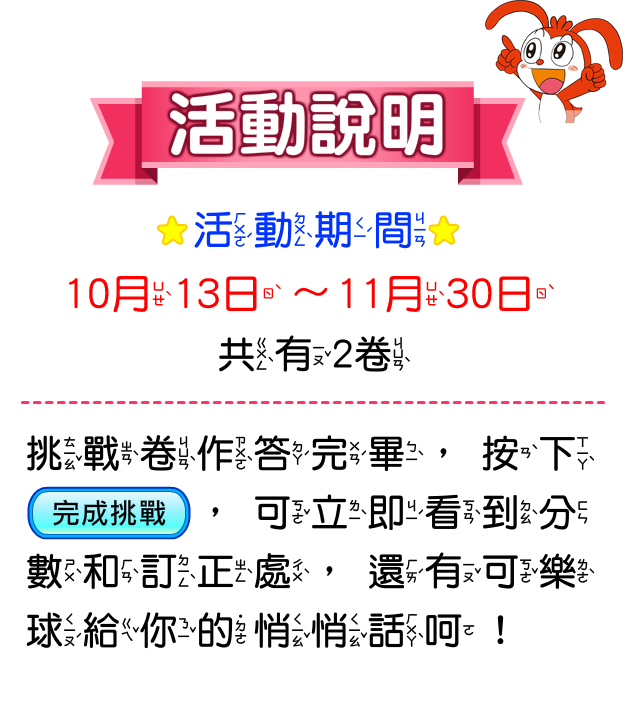 活動說明
活動期間
10月13日～11月30日
共有2卷
挑戰卷作答完畢，按下
完成挑戰，可立即看到分
數和訂正處，還有可樂
球給你的悄悄話呵！